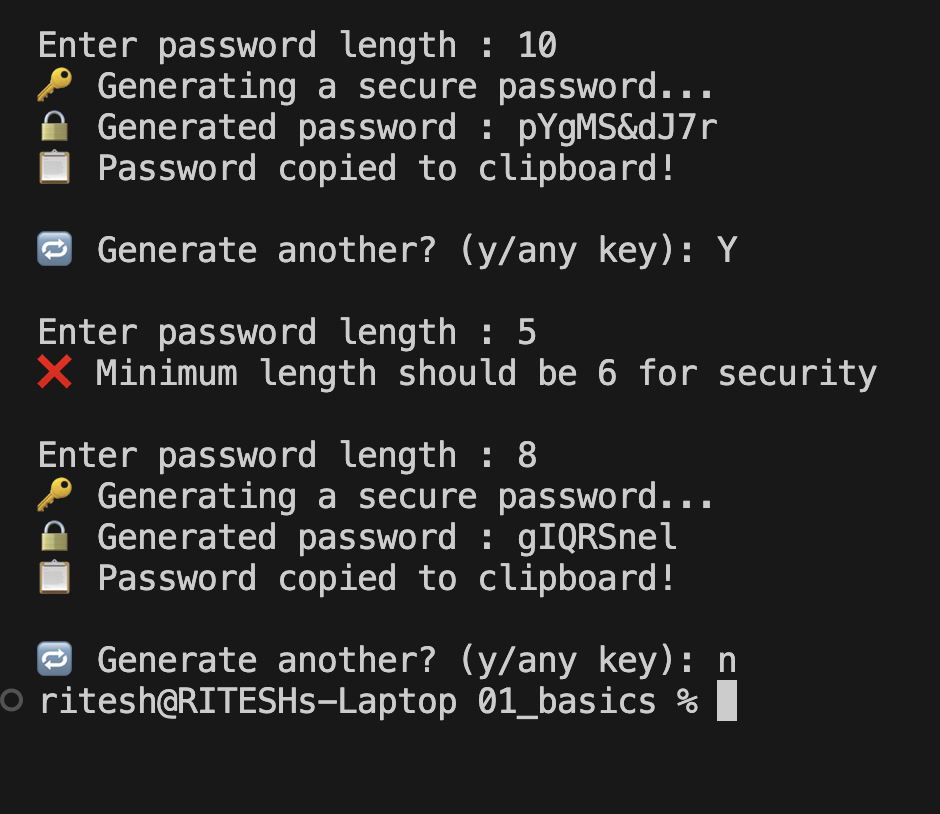 Enter password length : 10
🔑 Generating a secure password...
🔒 Generated password : pYgMS&dJ7r
📋 Password copied to clipboard!
🔁 Generate another? (y/any key): Y
Enter password length : 5
❌ Minimum length should be 6 for security
Enter password length : 8
🔑 Generating a secure password...
🔒 Generated password : gIQRSnel
📋 Password copied to clipboard!
🔁 Generate another? (y/any key): n
ritesh@RITESHs-Laptop 01_basics %